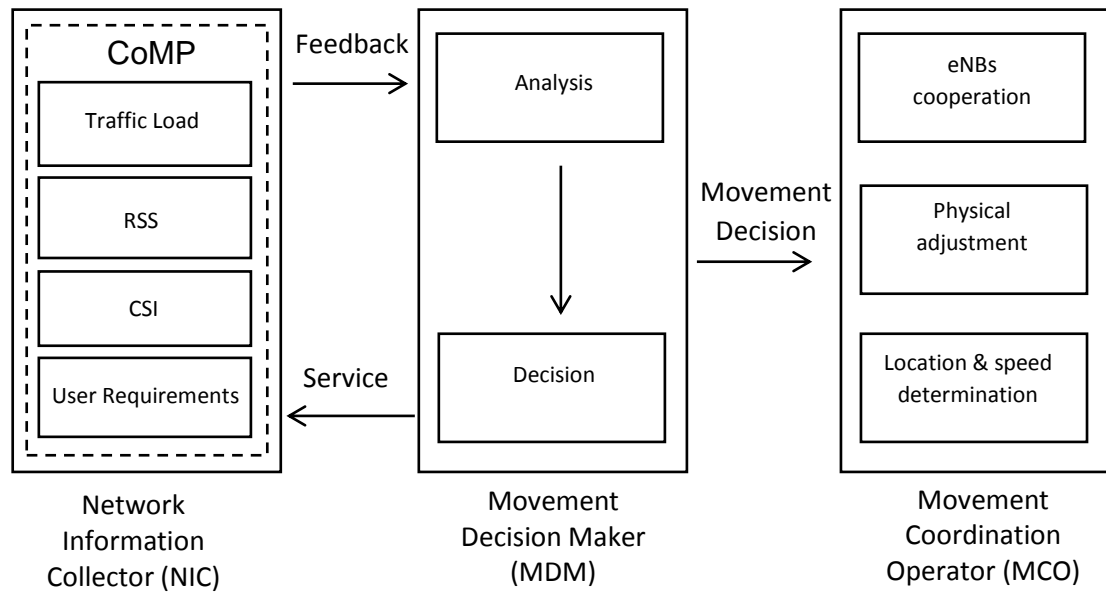 CoMP
Traffic Load
RSS
CSI
User Requirements
Network
Information
Collector (NIC)
Feedback
Service
Analysis
Decision
Movement
Decision Maker
(MDM)
Movement
Decision
eNBs
cooperation
Physical
adjustment
Location & speed
determination
Movement
Coordination
Operator (MCO)